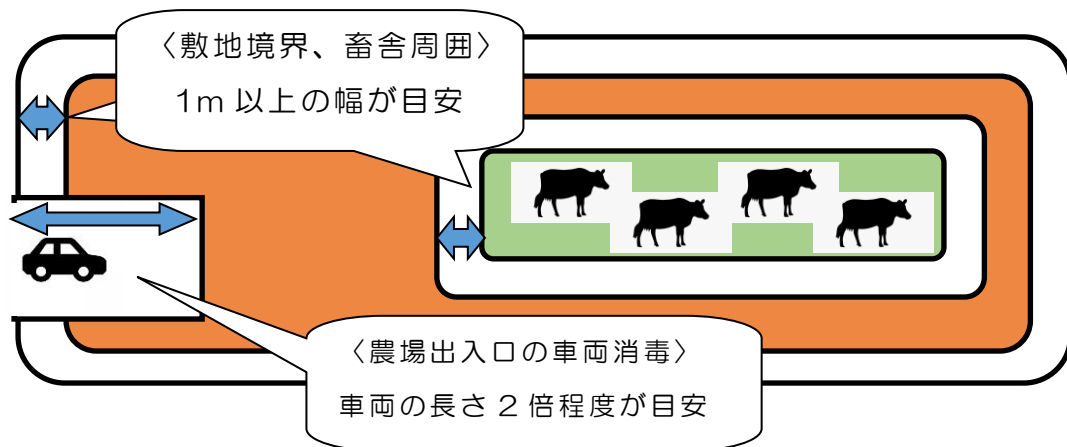 〈敷地境界、畜舎周囲〉
1m 以上の幅が目安
〈農場出入口の車両消毒〉
車両の長さ 2 倍程度が目安